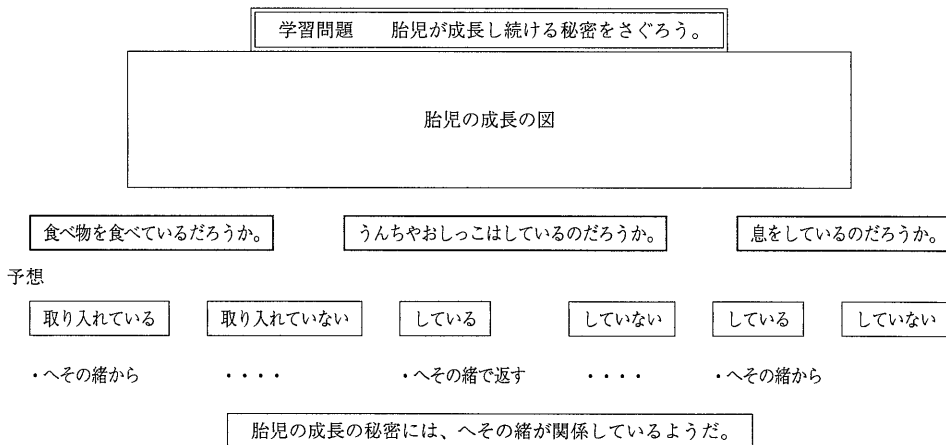 学習問題　胎児が成長し続ける秘密をさぐろう。
胎児の成長の図
食べ物を食べているだろうか。　うんちやおしっこはしているのだろうか。　息をしているのだろうか。
予想
取り入れている　取り入れていない　している　していない　している　していない
・へその緒から　・・・・　・へその緒で返す　・・・・　・へその緒から
胎児の成長の秘密には、へその緒が関係しているようだ。